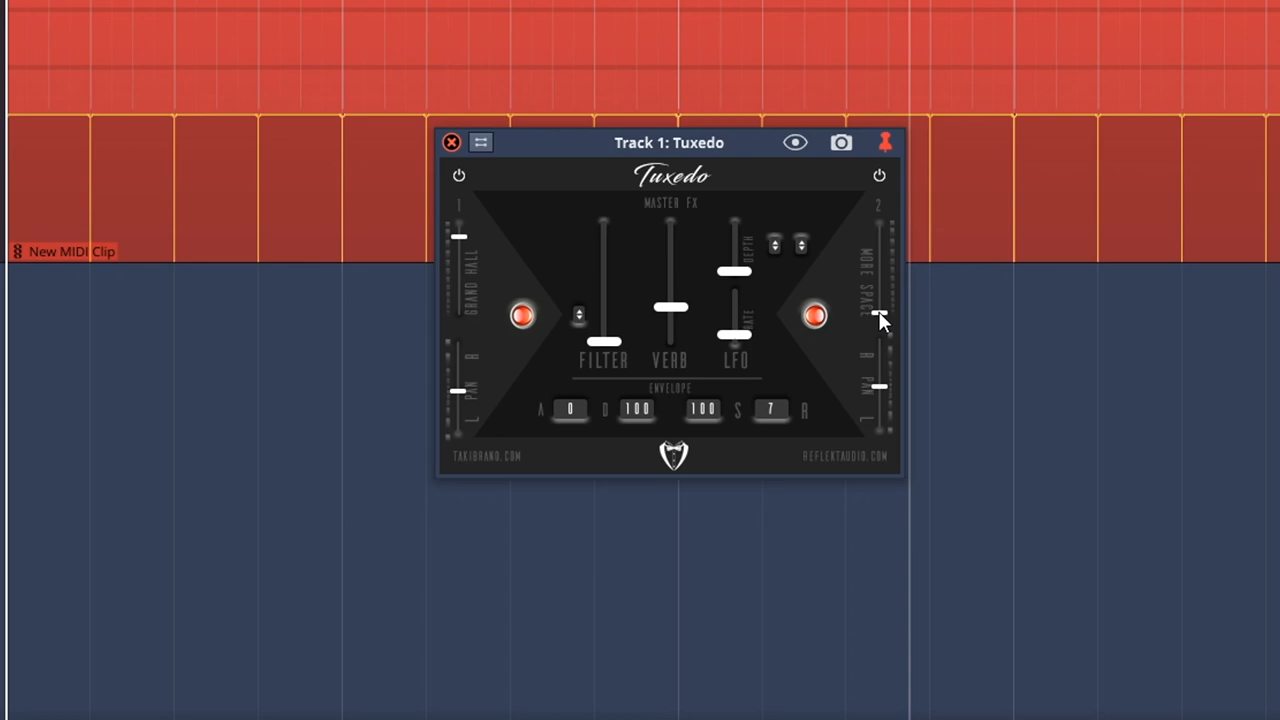 Track 1: Tuxedo
Tuxedo
MASTER FX
1
2
GRAND HALL
MORE SPACE
DEPTH
RATE
FILTER
VERB
LFO
R
PAN
L
R
PAN
L
ENVELOPE
A 0 D 100 100 S 7 R
TAKIBRAND.COM
REFLEKTAUDIO.COM
New MIDI Clip